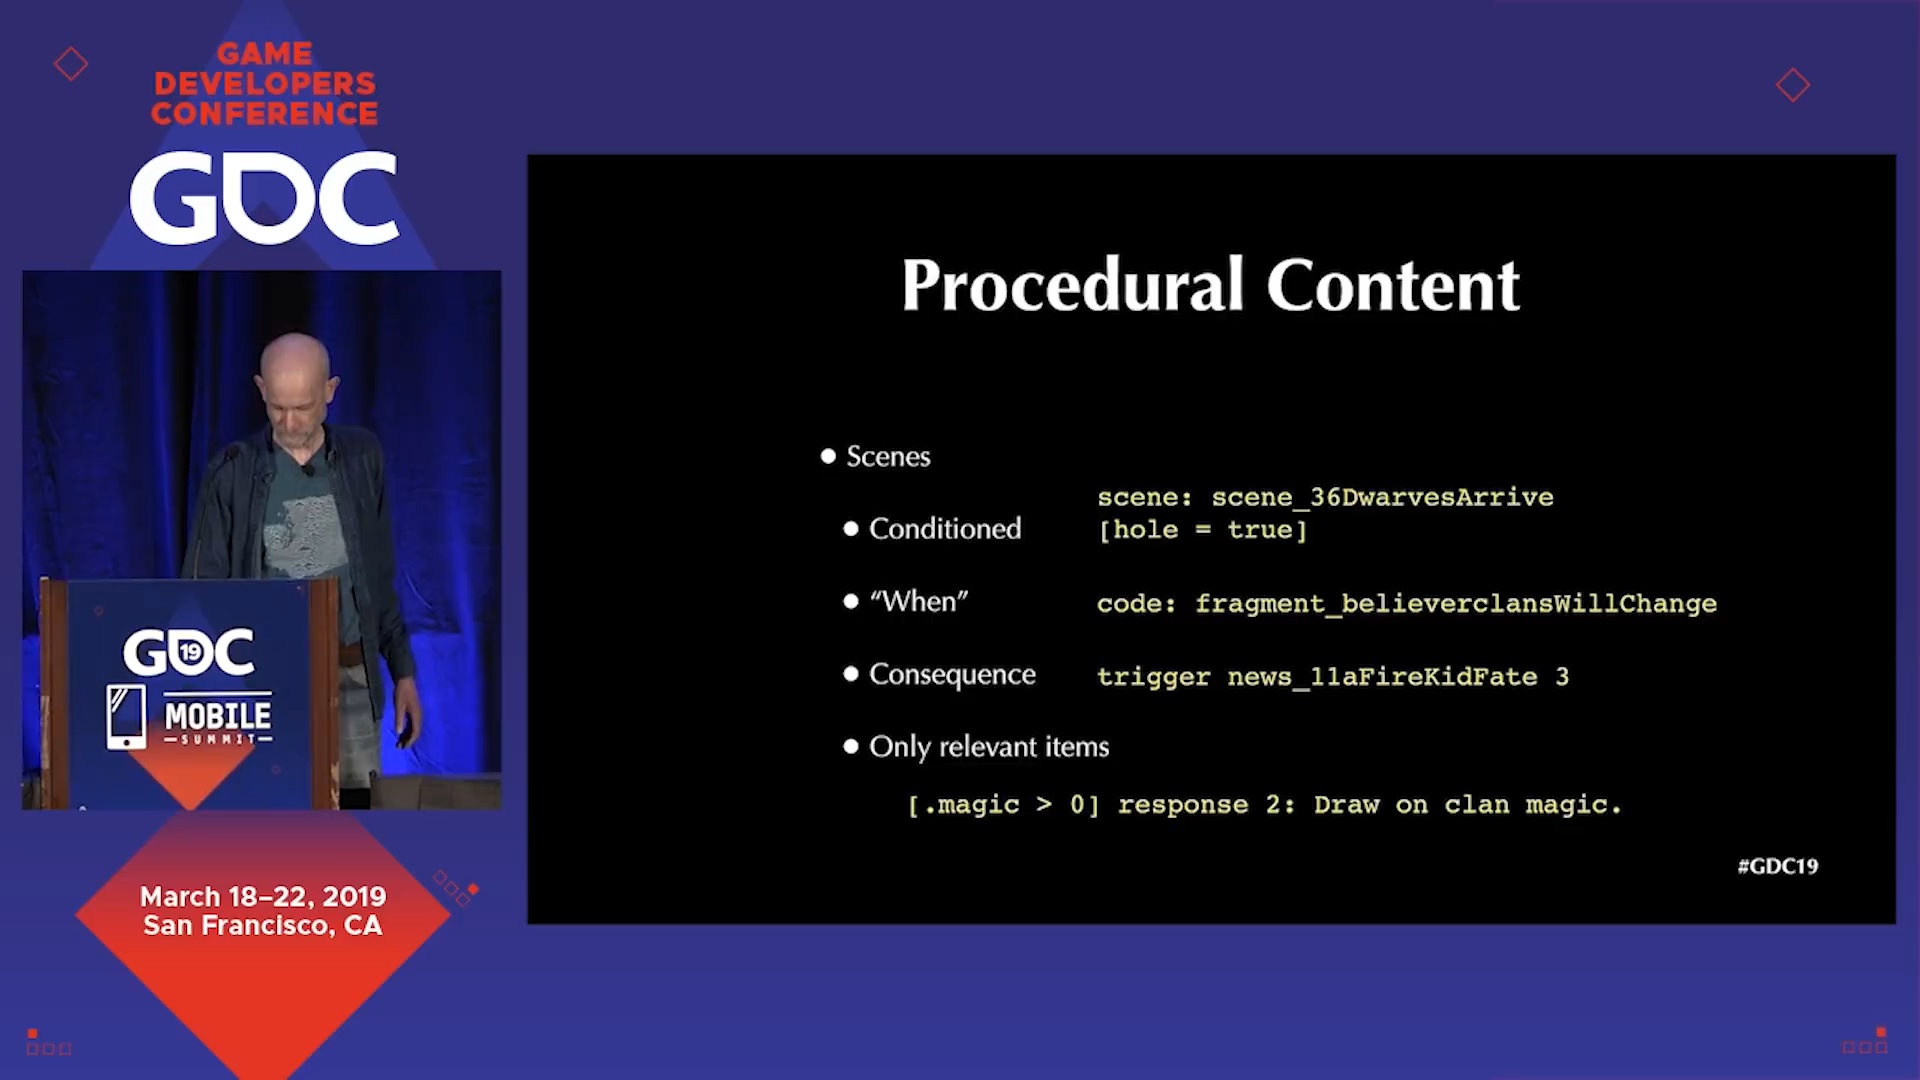 GAME
DEVELOPERS
CONFERENCE
GDC
GDC
19
MOBILE
SUMMIT
March 18–22, 2019
San Francisco, CA
Procedural Content
Scenes
scene: scene_36DwarvesArrive
Conditioned [hole = true]
“When” code: fragment_believerclansWillChange
Consequence trigger news_11aFireKidFate 3
Only relevant items
[.magic > 0] response 2: Draw on clan magic.
#GDC19